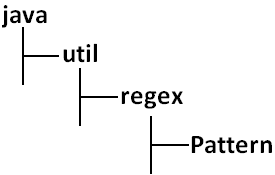 java
util
regex
Pattern